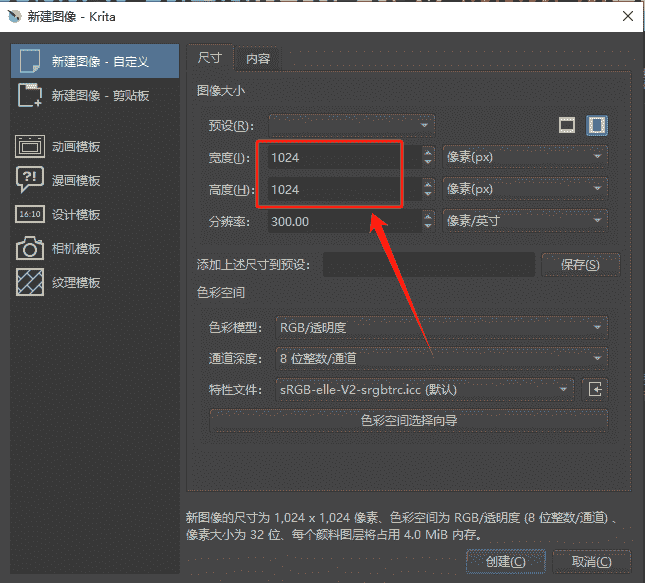 新建图像 - Krita
新建图像 - 自定义
新建图像 - 剪贴板
动画模板
?!
漫画模板
16:10
设计模板
相机模板
纹理模板
尺寸 内容
图像大小
预设(R):
宽度(I): 1024 像素(px)
高度(H): 1024 像素(px)
分辨率: 300.00 像素/英寸
添加上述尺寸到预设: 保存(S)
色彩空间
色彩模型: RGB/透明度
通道深度: 8 位整数/通道
特性文件: sRGB-elle-V2-srgbtrc.icc (默认)
色彩空间选择向导
新图像的尺寸为 1,024 x 1,024 像素、色彩空间为 RGB/透明度 (8 位整数/通道) 、
像素大小为 32 位、每个颜料图层将占用 4.0 MiB 内存。
创建(C) 取消(C)